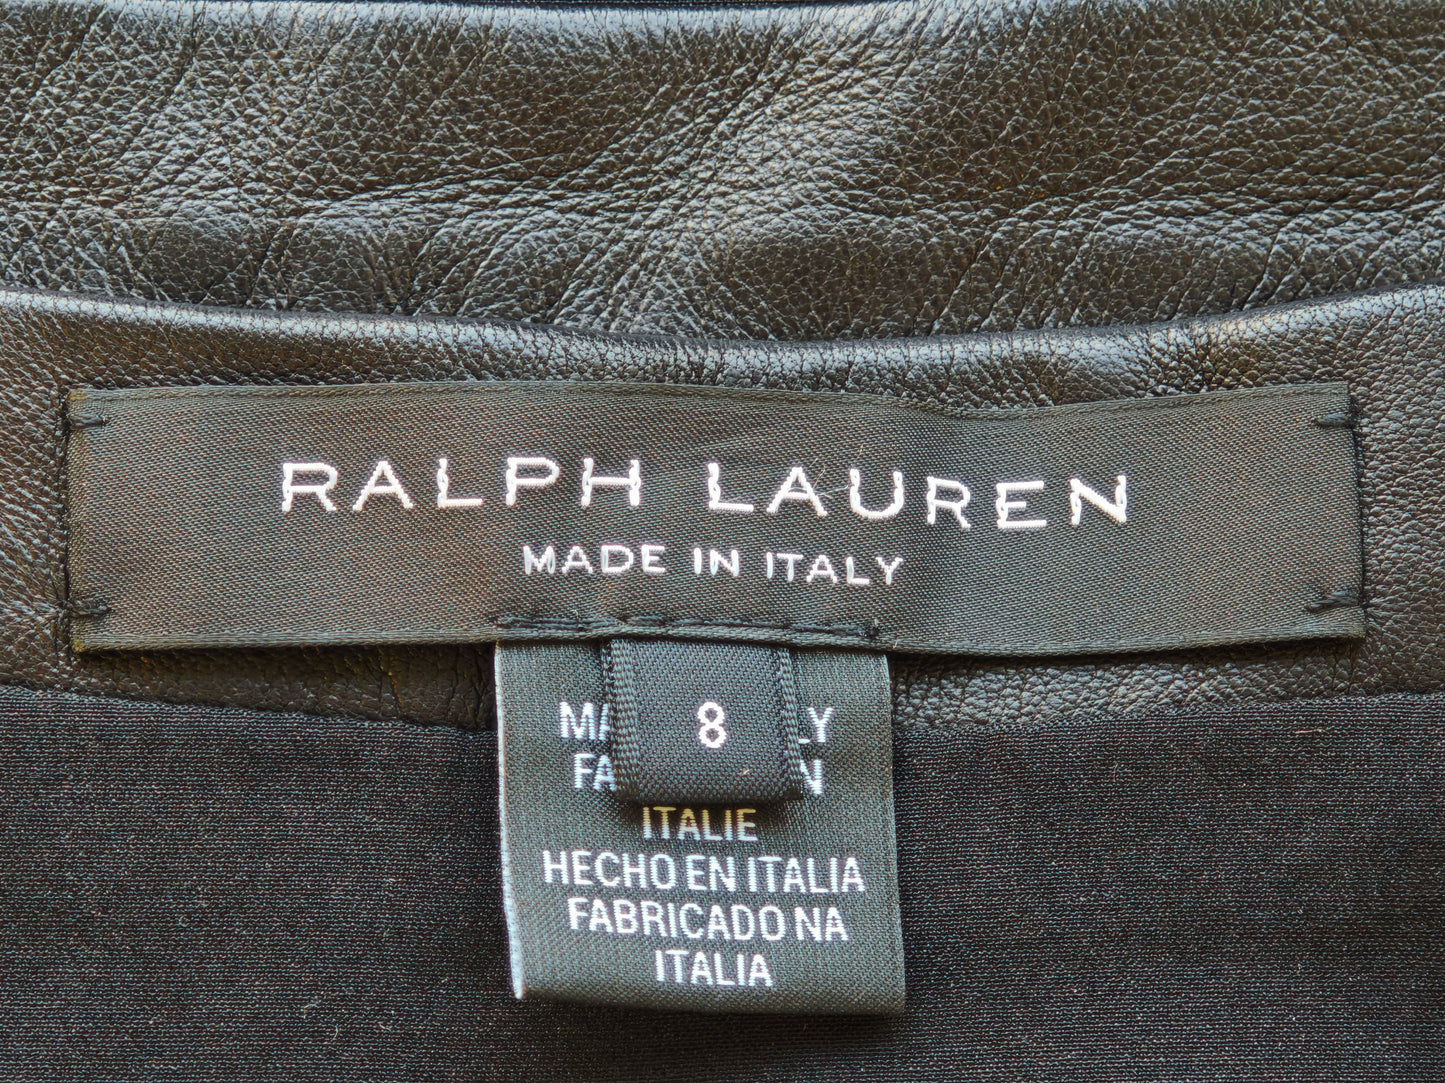 RALPH LAUREN
MADE IN ITALY
8
ITALIE
HECHO EN ITALIA
FABRICADO NA
ITALIA